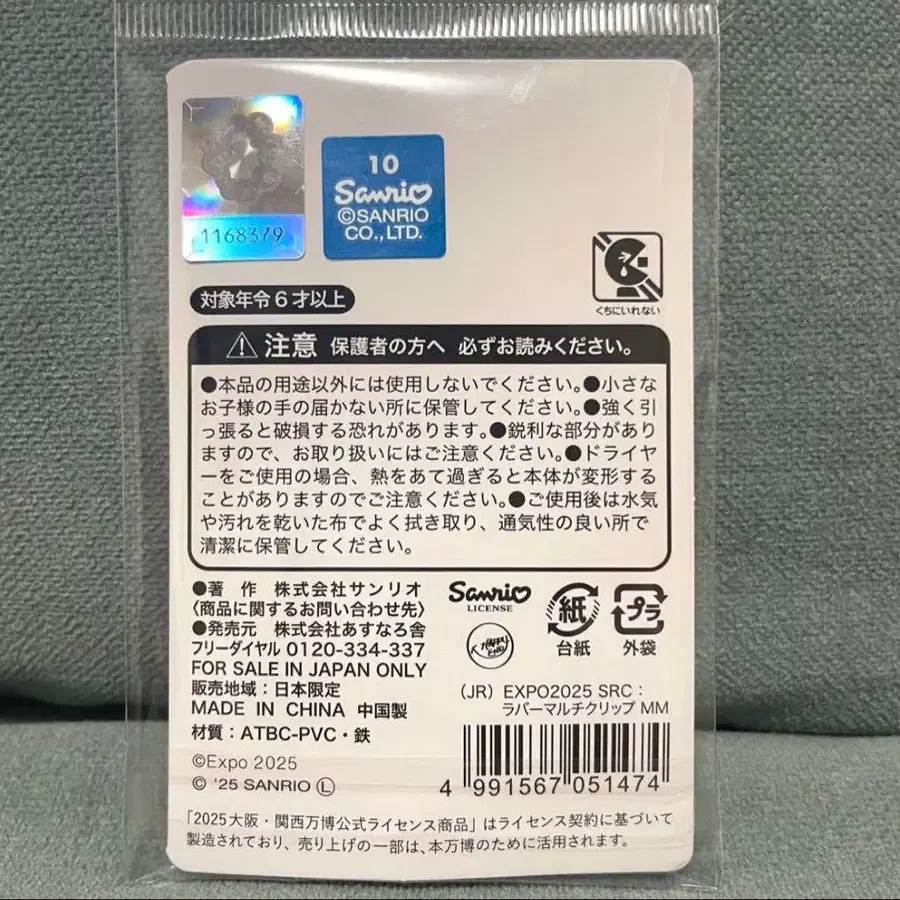 1168379
10
Sanrio
©SANRIO
CO.,LTD.
くちにいれない
対象年令6才以上
注意 保護者の方へ 必ずお読みください。
●本品の用途以外には使用しないでください。●小さな
お子様の手の届かない所に保管してください。●強く引
っ張ると破損する恐れがあります。●鋭利な部分があり
ますので、お取り扱いにはご注意ください。●ドライヤ
ーをご使用の場合、熱をあて過ぎると本体が変形する
ことがありますのでご注意ください。●ご使用後は水気
や汚れを乾いた布でよく拭き取り、通気性の良い所で
清潔に保管してください。
●著 作 株式会社サンリオ
〈商品に関するお問い合わせ先〉
●発売元 株式会社あすなろ舎
フリーダイヤル 0120-334-337
FOR SALE IN JAPAN ONLY
販売地域：日本限定
MADE IN CHINA 中国製
材質：ATBC-PVC・鉄
©Expo 2025
© '25 SANRIO Ⓛ
Sanrio
LICENSE
HAPPY
END
紙
台紙
プラ
外袋
(JR) EXPO2025 SRC：
ラバーマルチクリップ MM
4 991567 051474
「2025大阪・関西万博公式ライセンス商品」はライセンス契約に基づいて
製造されており、売り上げの一部は、本万博のために活用されます。